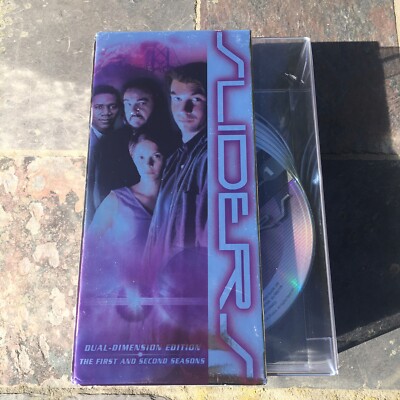 SLIDERS
DUAL-DIMENSION EDITION
THE FIRST AND SECOND SEASONS